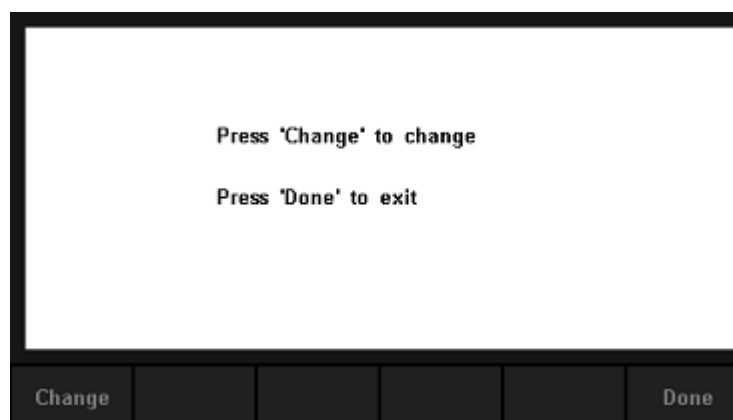 Press 'Change' to change
Press 'Done' to exit
Change Done